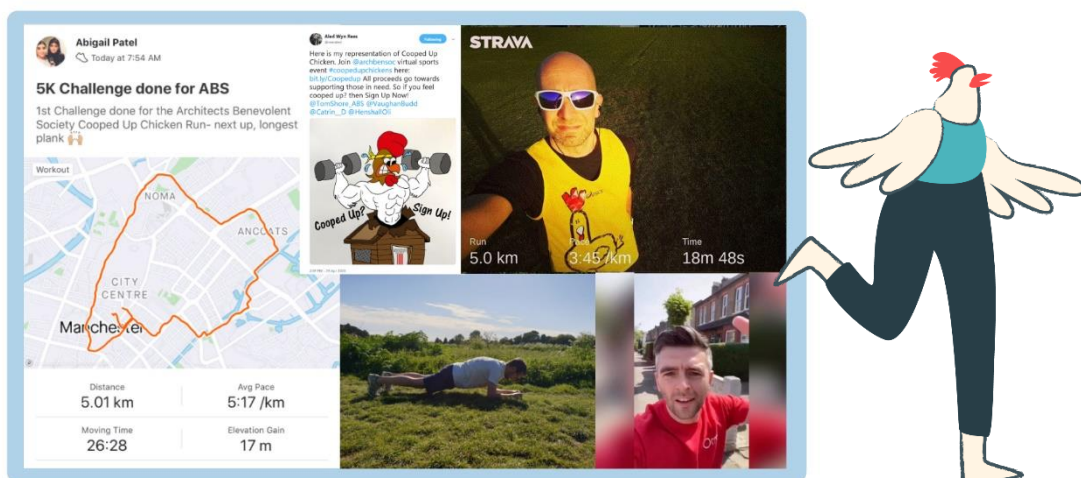 Abigail Patel
Today at 7:54 AM
5K Challenge done for ABS
1st Challenge done for the Architects Benevolent
Society Cooped Up Chicken Run- next up, longest
plank
Workout
NOMA
ANCOATS
CITY
CENTRE
Manchester
Distance
5.01 km
Avg Pace
5:17 /km
Moving Time
26:28
Elevation Gain
17 m
Aled Wyn Rees
Following
Here is my representation of Cooped Up
Chicken. Join @archbensoc virtual sports
event #coopedupchickens here:
bit.ly/Coopedup All proceeds go towards
supporting those in need. So if you feel
cooped up? then Sign Up Now!
@TomShore_ABS @VaughanBudd
@Catrin__D @HenshallOli
Cooped Up?
Sign Up!
STRAVA
Run
5.0 km
Pace
3:45 /km
Time
18m 48s